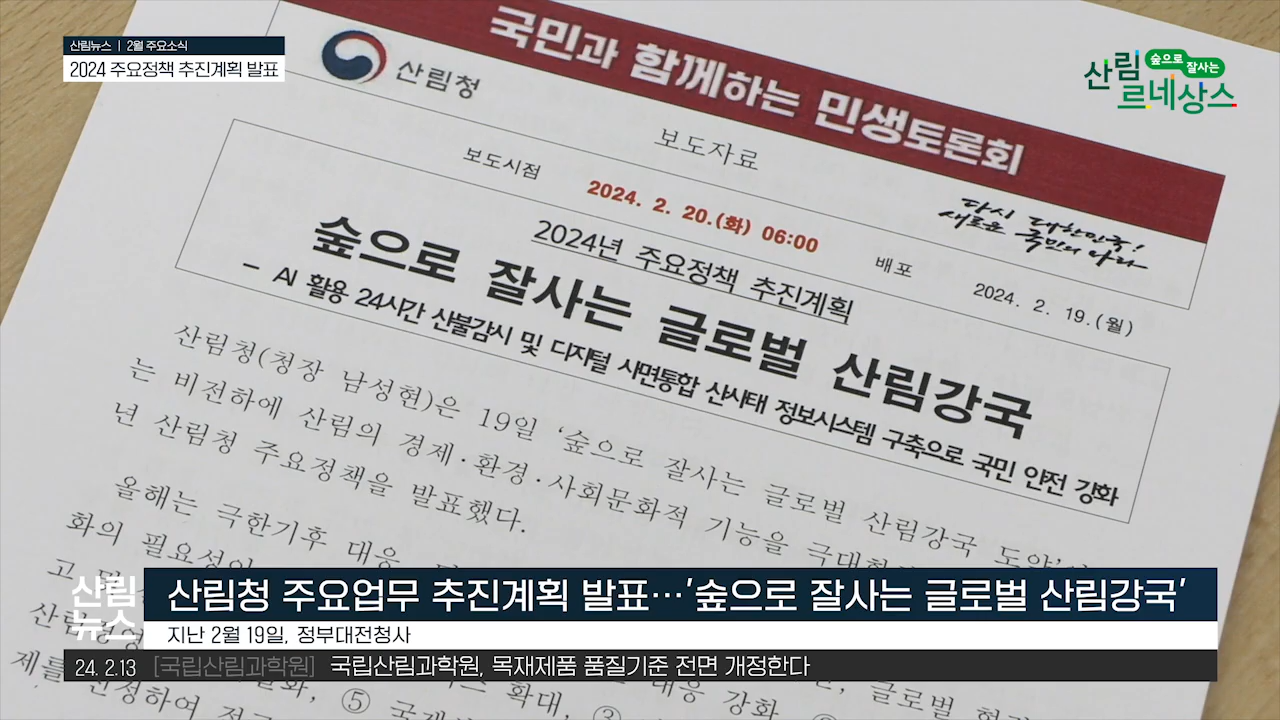 산림뉴스 | 2월 주요소식
2024 주요정책 추진계획 발표
숲으로 잘사는
산림
르네상스
국민과 함께하는 민생토론회
산림청
보도자료
보도시점 2024. 2. 20.(화) 06:00 배포 2024. 2. 19.(월)
다시 대한민국!
새로운 국민의 나라
2024년 주요정책 추진계획
숲으로 잘사는 글로벌 산림강국
- AI 활용 24시간 산불감시 및 디지털 사면통합 산사태 정보시스템 구축으로 국민 안전 강화
산림청(청장 남성현)은 19일 ‘숲으로 잘사는 글로벌 산림강국 도약’
는 비전하에 산림의 경제·환경·사회문화적 기능을 극대
년 산림청 주요정책을 발표했다.
올해는 극한기후 대응
화의 필요성
산림
뉴스
산림청 주요업무 추진계획 발표…'숲으로 잘사는 글로벌 산림강국'
지난 2월 19일, 정부대전청사
24. 2.13 [국립산림과학원] 국립산림과학원, 목재제품 품질기준 전면 개정한다